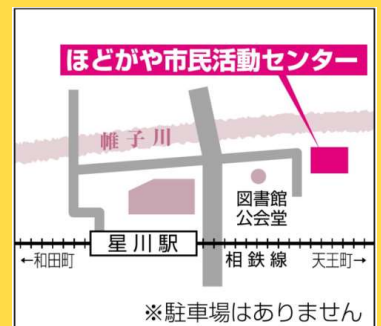 ほどがや市民活動センター
帷子川
図書館
公会堂
星川駅
←和田町
相鉄線
天王町→
※駐車場はありません